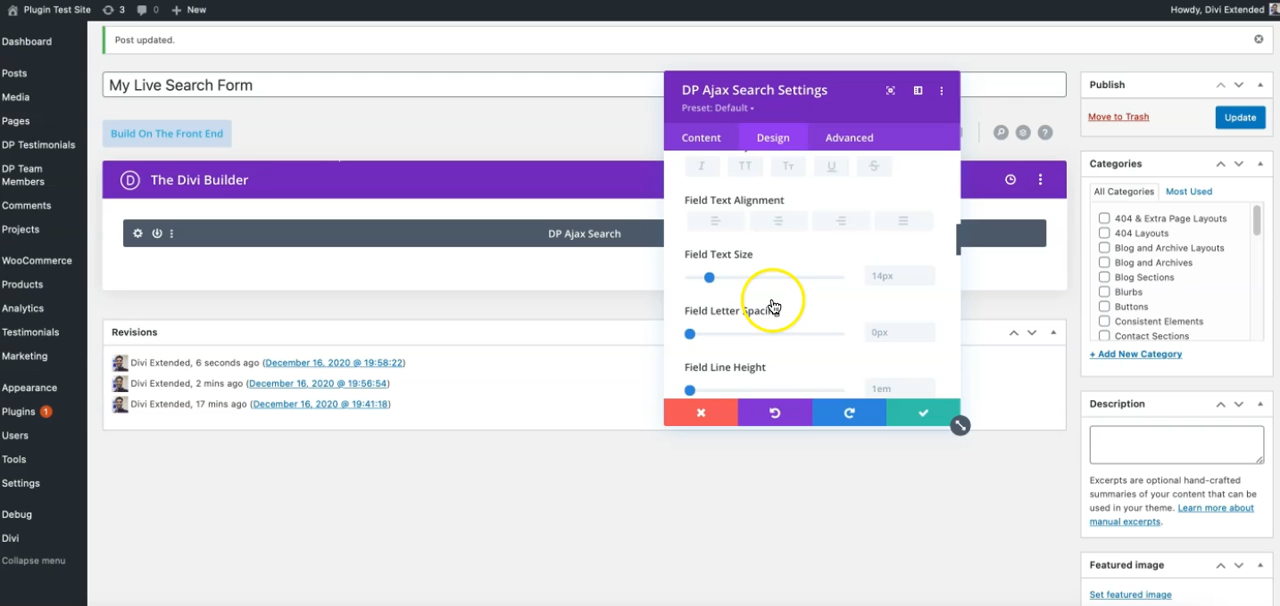 Plugin Test Site
3
0
New
Howdy, Divi Extended
Dashboard
Posts
Media
Pages
DP Testimonials
DP Team
Members
Comments
Projects
WooCommerce
Products
Analytics
Testimonials
Marketing
Appearance
Plugins 1
Users
Tools
Settings
Debug
Divi
Collapse menu
Post updated.
My Live Search Form
Build On The Front End
D The Divi Builder
DP Ajax Search
Revisions
Divi Extended, 6 seconds ago (December 16, 2020 @ 19:58:22)
Divi Extended, 2 mins ago (December 16, 2020 @ 19:56:54)
Divi Extended, 17 mins ago (December 16, 2020 @ 19:41:18)
DP Ajax Search Settings
Preset: Default
Content
Design
Advanced
I TT Tт U S
Field Text Alignment
Field Text Size
14px
Field Letter Spacing
0px
Field Line Height
1em
Publish
Move to Trash
Update
Categories
All Categories
Most Used
404 & Extra Page Layouts
404 Layouts
Blog and Archive Layouts
Blog and Archives
Blog Sections
Blurbs
Buttons
Consistent Elements
Contact Sections
+ Add New Category
Description
Excerpts are optional hand-crafted
summaries of your content that can be
used in your theme. Learn more about
manual excerpts.
Featured image
Set featured image